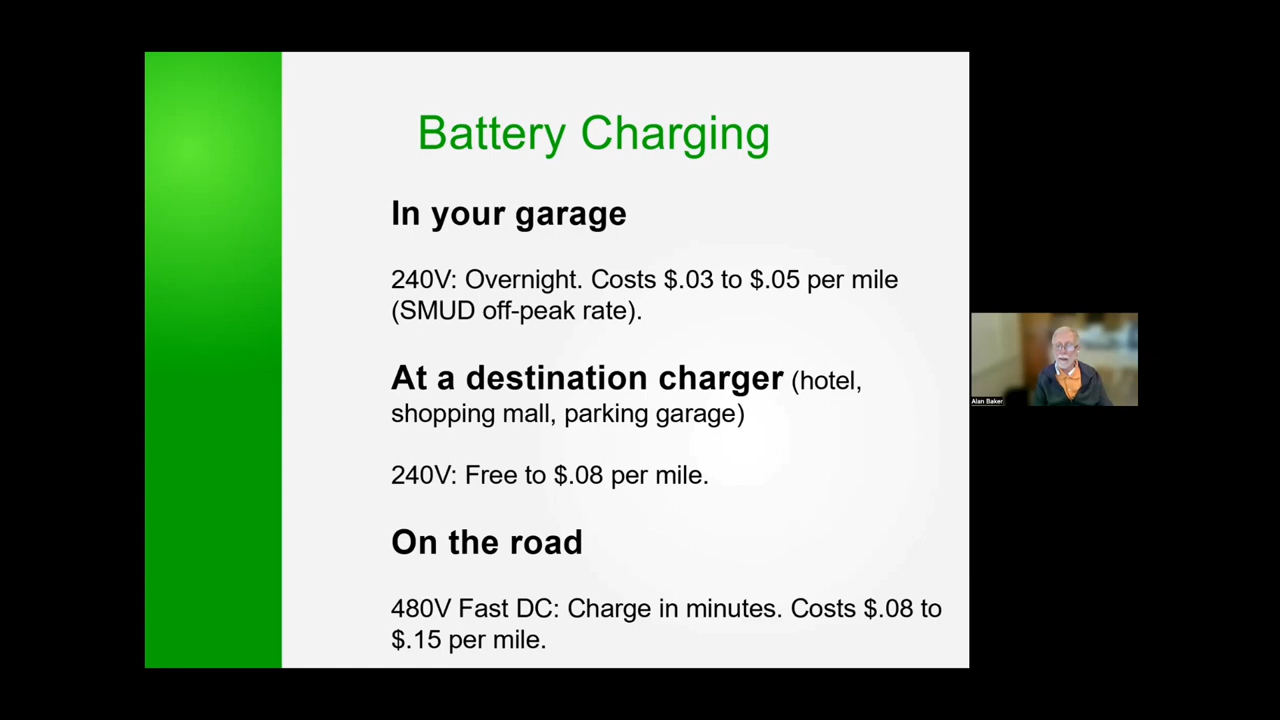 Battery Charging
In your garage
240V: Overnight. Costs $.03 to $.05 per mile
(SMUD off-peak rate).
At a destination charger (hotel,
shopping mall, parking garage)
240V: Free to $.08 per mile.
On the road
480V Fast DC: Charge in minutes. Costs $.08 to
$.15 per mile.
Alan Baker